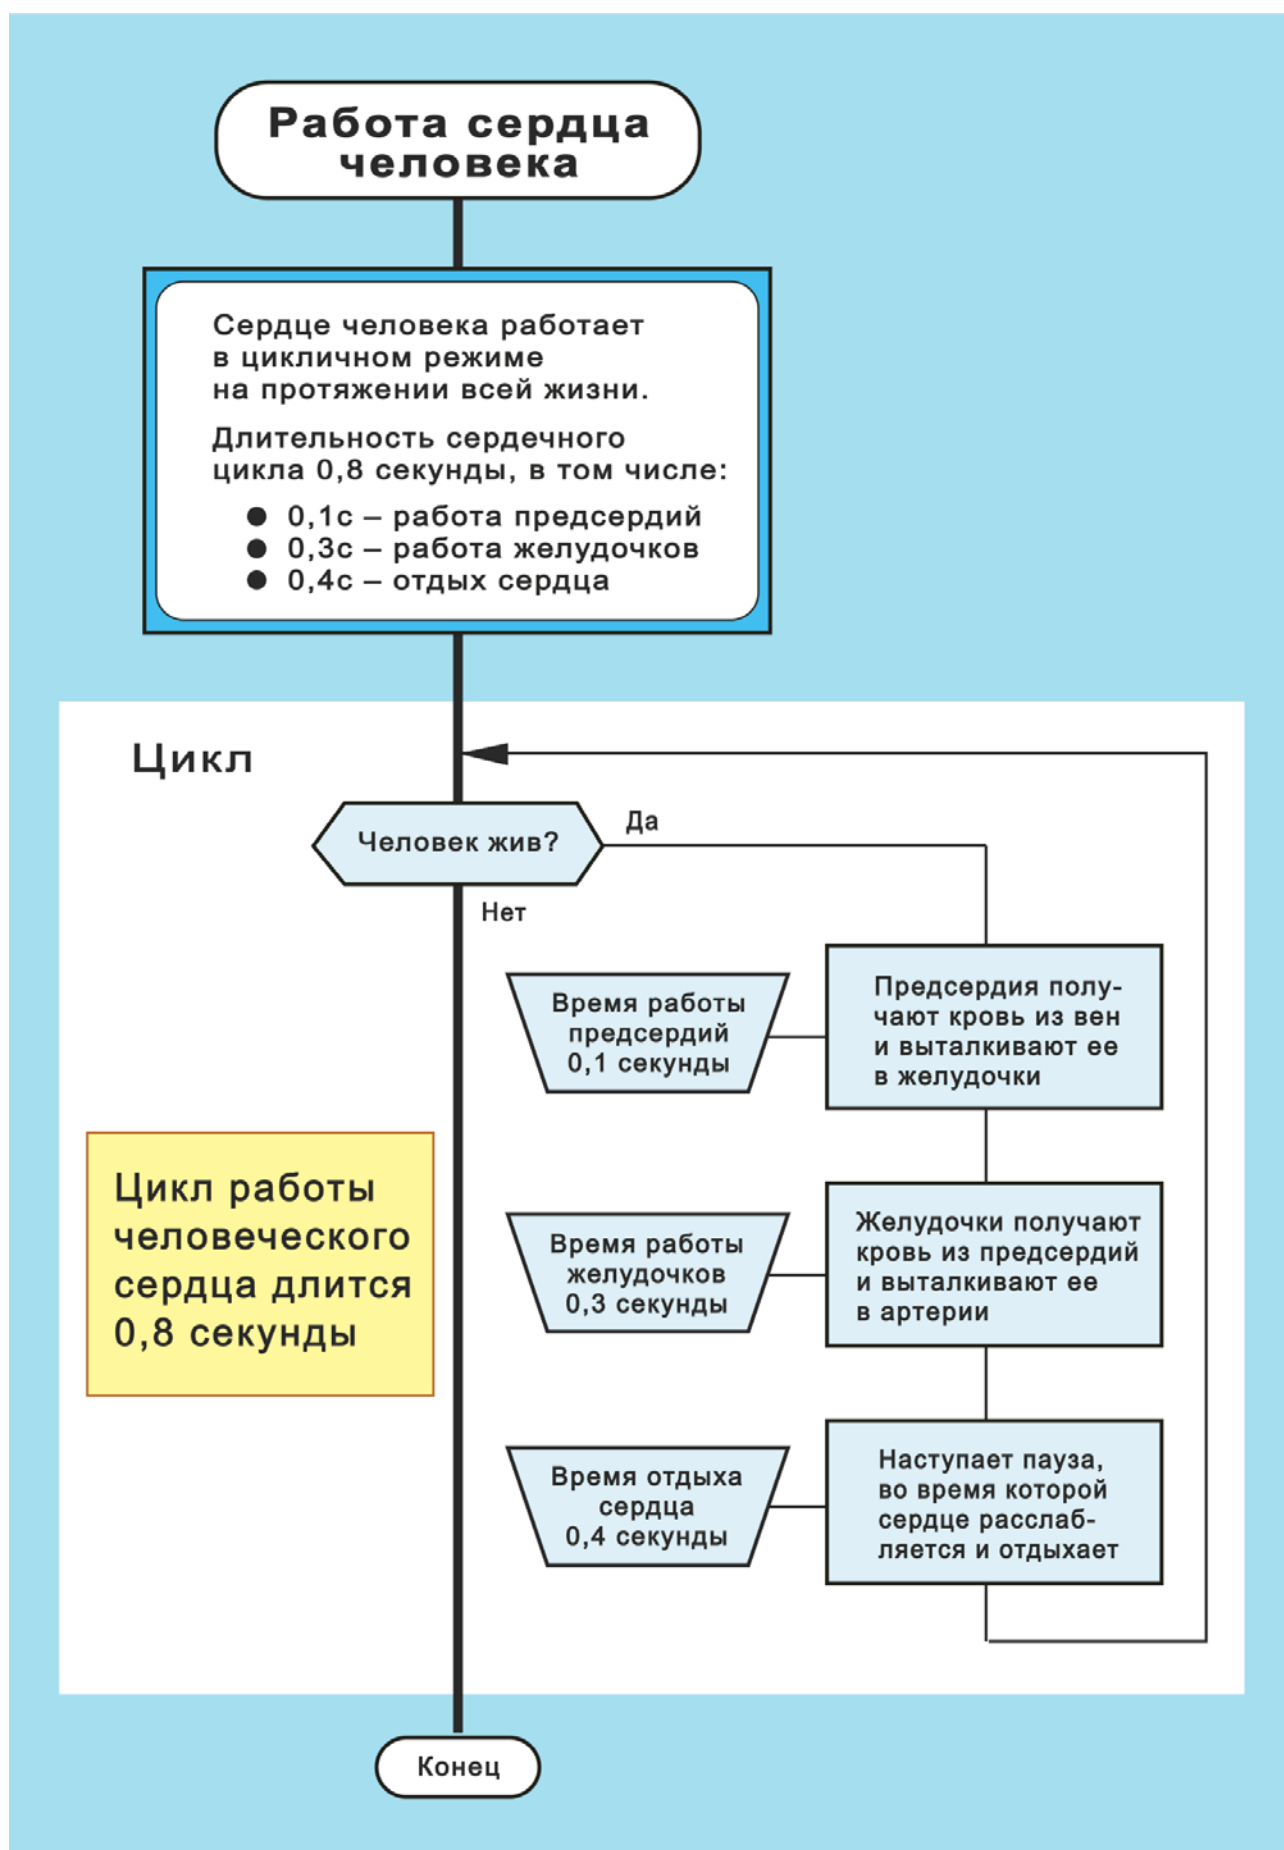 Работа сердца
человека
Сердце человека работает
в цикличном режиме
на протяжении всей жизни.
Длительность сердечного
цикла 0,8 секунды, в том числе:
● 0,1с – работа предсердий
● 0,3с – работа желудочков
● 0,4с – отдых сердца
Цикл
Человек жив?
Да
Нет
Время работы
предсердий
0,1 секунды
Предсердия полу-
чают кровь из вен
и выталкивают ее
в желудочки
Цикл работы
человеческого
сердца длится
0,8 секунды
Время работы
желудочков
0,3 секунды
Желудочки получают
кровь из предсердий
и выталкивают ее
в артерии
Время отдыха
сердца
0,4 секунды
Наступает пауза,
во время которой
сердце расслаб-
ляется и отдыхает
Конец